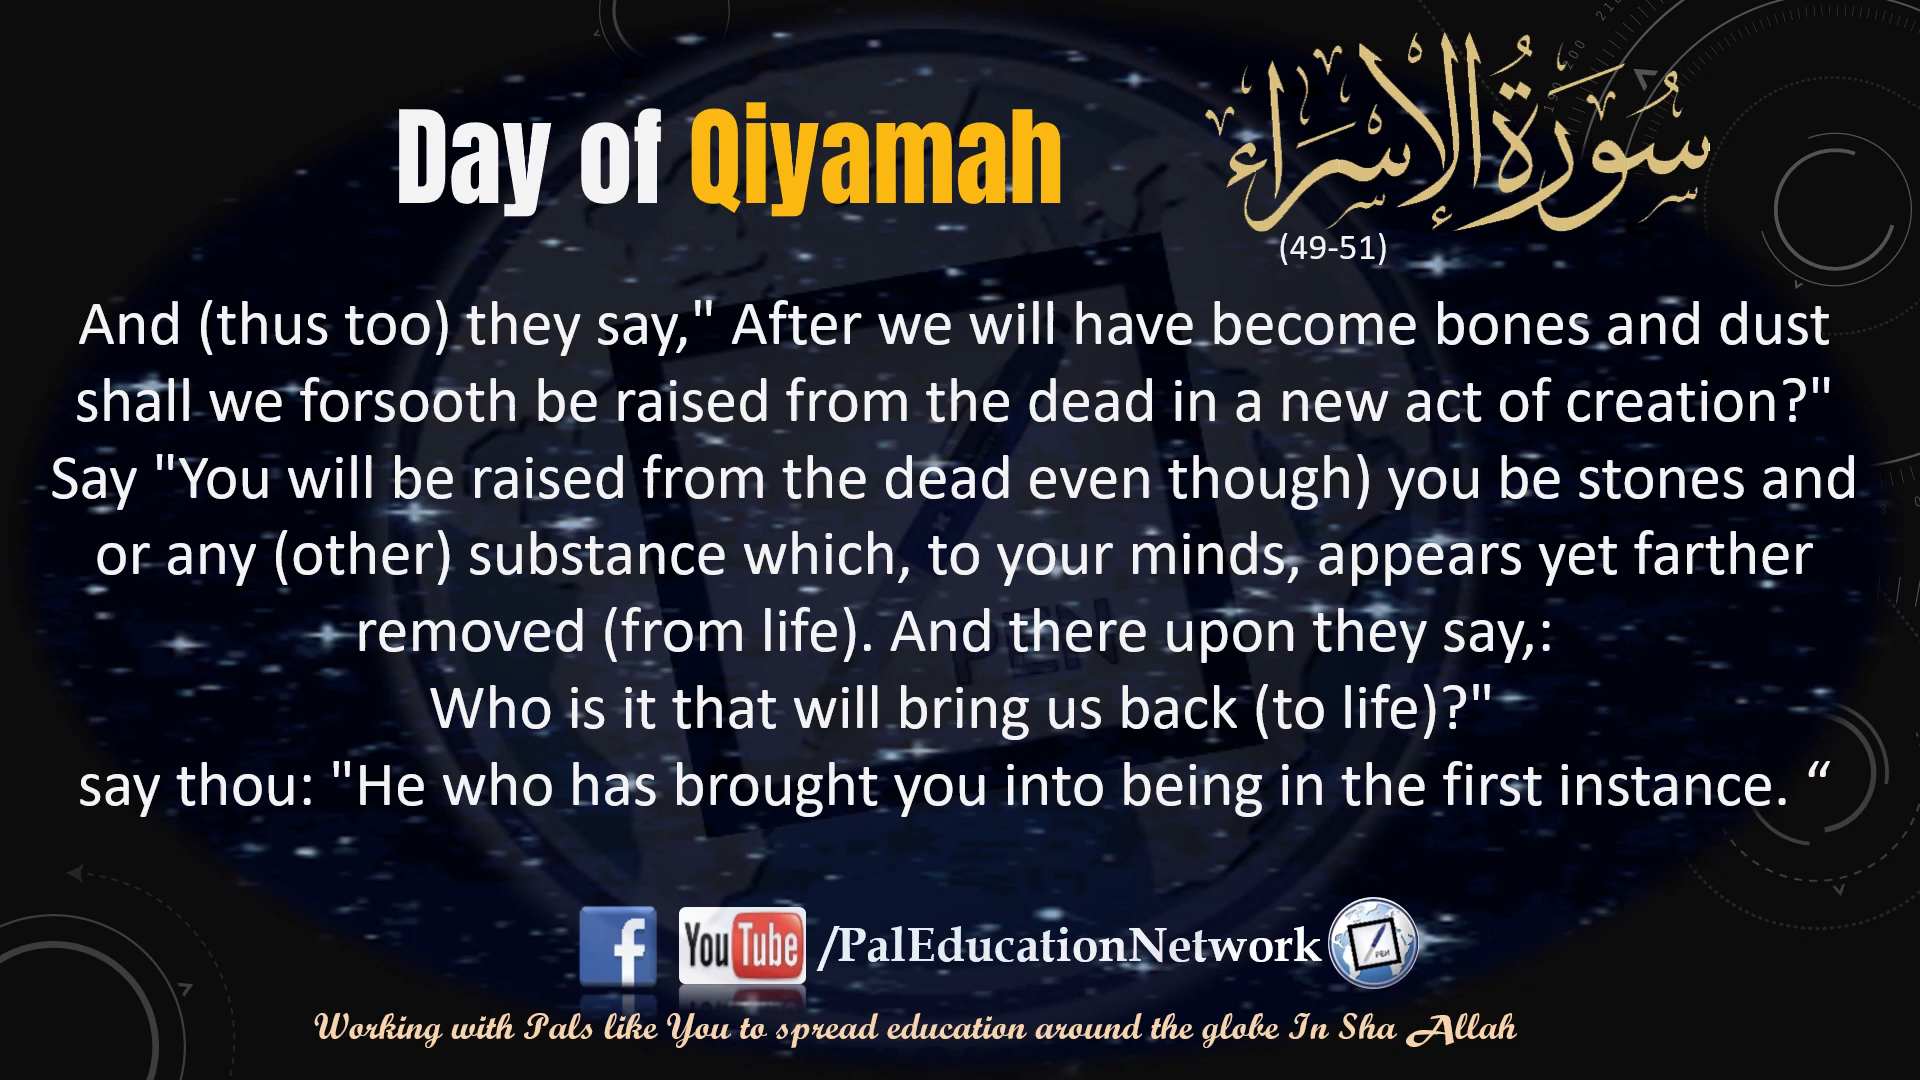 Day of Qiyamah
سُورَةُ الإِسْرَاء
(49-51)
And (thus too) they say," After we will have become bones and dust
shall we forsooth be raised from the dead in a new act of creation?"
Say "You will be raised from the dead even though) you be stones and
or any (other) substance which, to your minds, appears yet farther
removed (from life). And there upon they say,:
Who is it that will bring us back (to life)?"
say thou: "He who has brought you into being in the first instance. “
f YouTube /PalEducationNetwork PEN
Working with Pals like You to spread education around the globe In Sha Allah
PEN